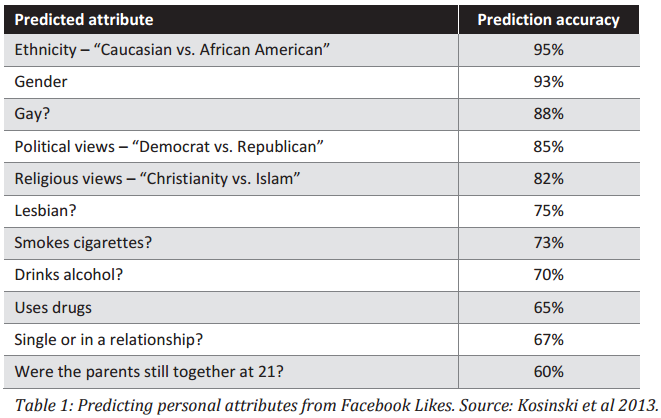 Predicted attribute Prediction accuracy
Ethnicity – “Caucasian vs. African American” 95%
Gender 93%
Gay? 88%
Political views – “Democrat vs. Republican” 85%
Religious views – “Christianity vs. Islam” 82%
Lesbian? 75%
Smokes cigarettes? 73%
Drinks alcohol? 70%
Uses drugs 65%
Single or in a relationship? 67%
Were the parents still together at 21? 60%
Table 1: Predicting personal attributes from Facebook Likes. Source: Kosinski et al 2013.